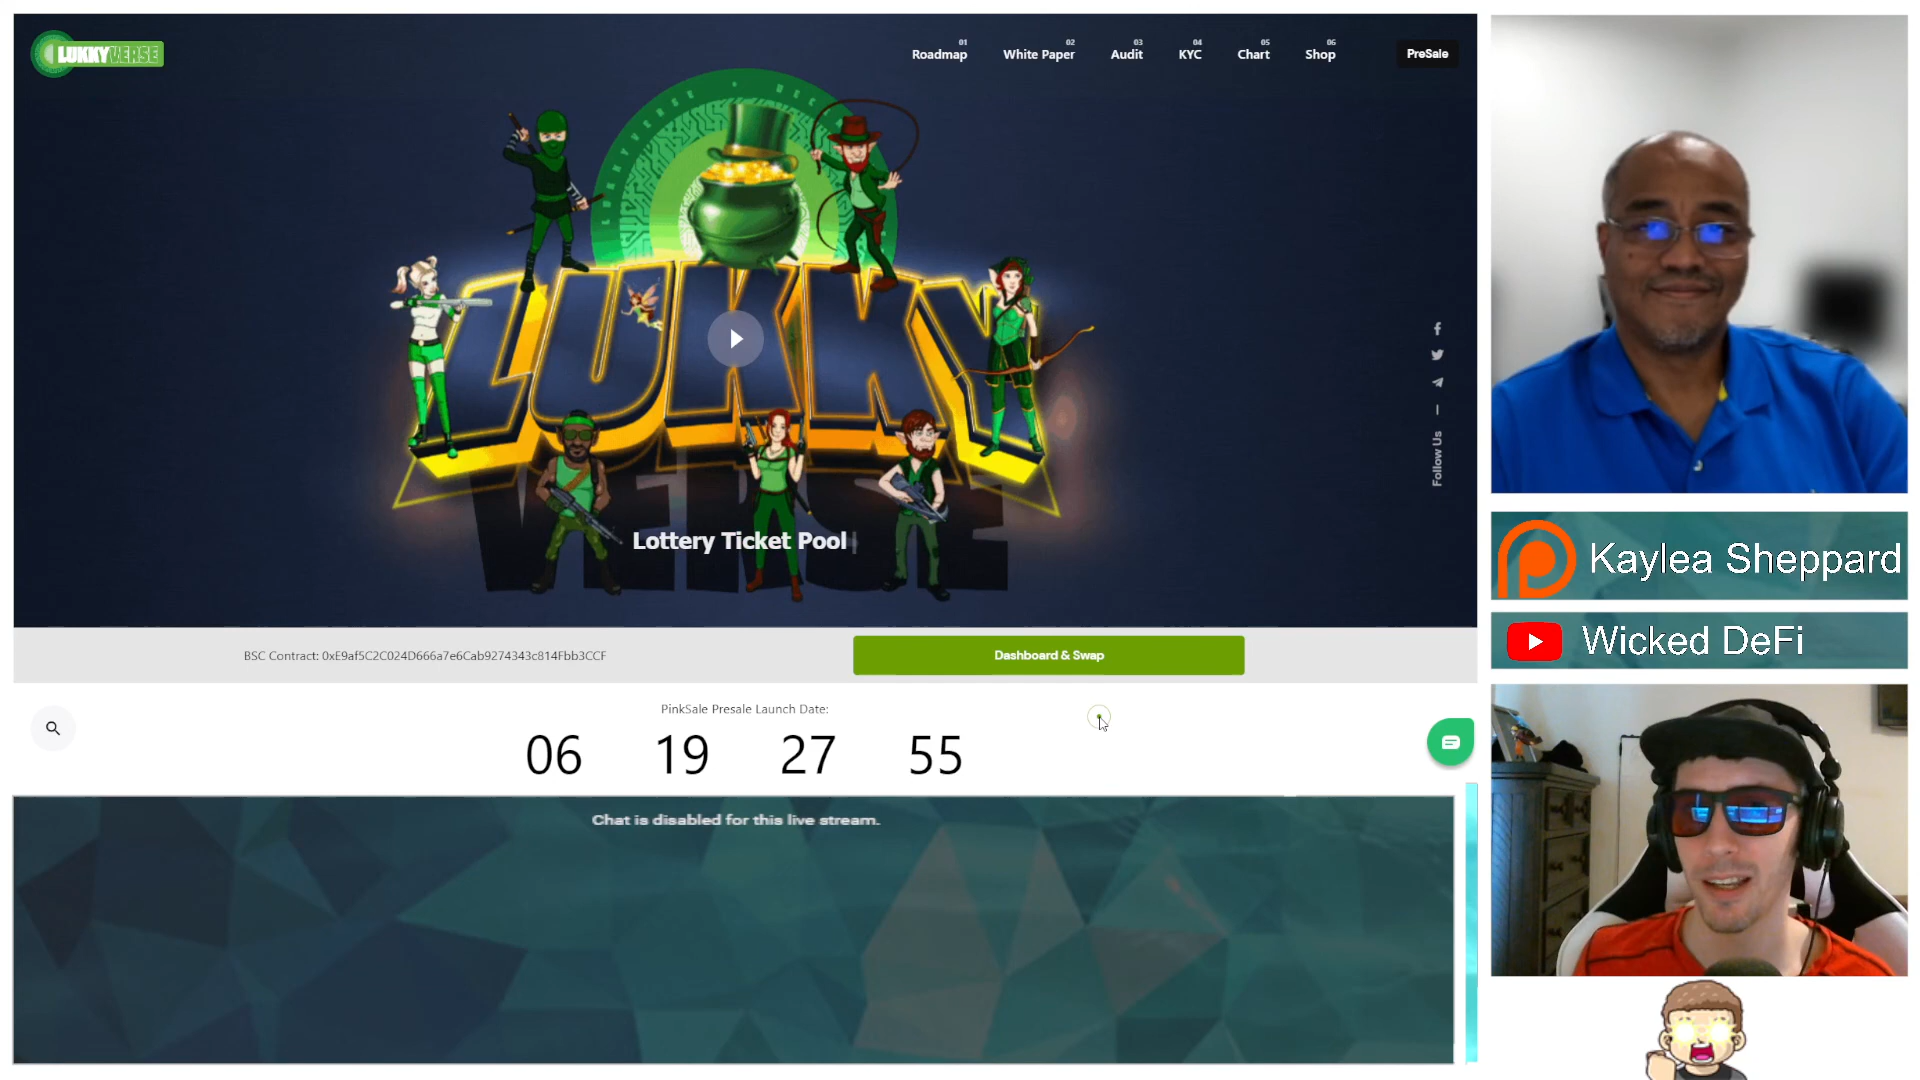 LUKKYVERSE
01
Roadmap
02
White Paper
03
Audit
04
KYC
05
Chart
06
Shop
PreSale
LUKKY
VERSE
Lottery Ticket Pool
Follow Us
BSC Contract: 0xE9af5C2C024D666a7e6Cab9274343c814Fbb3CCF
Dashboard & Swap
PinkSale Presale Launch Date:
06 19 27 55
Chat is disabled for this live stream.
Kaylea Sheppard
Wicked DeFi